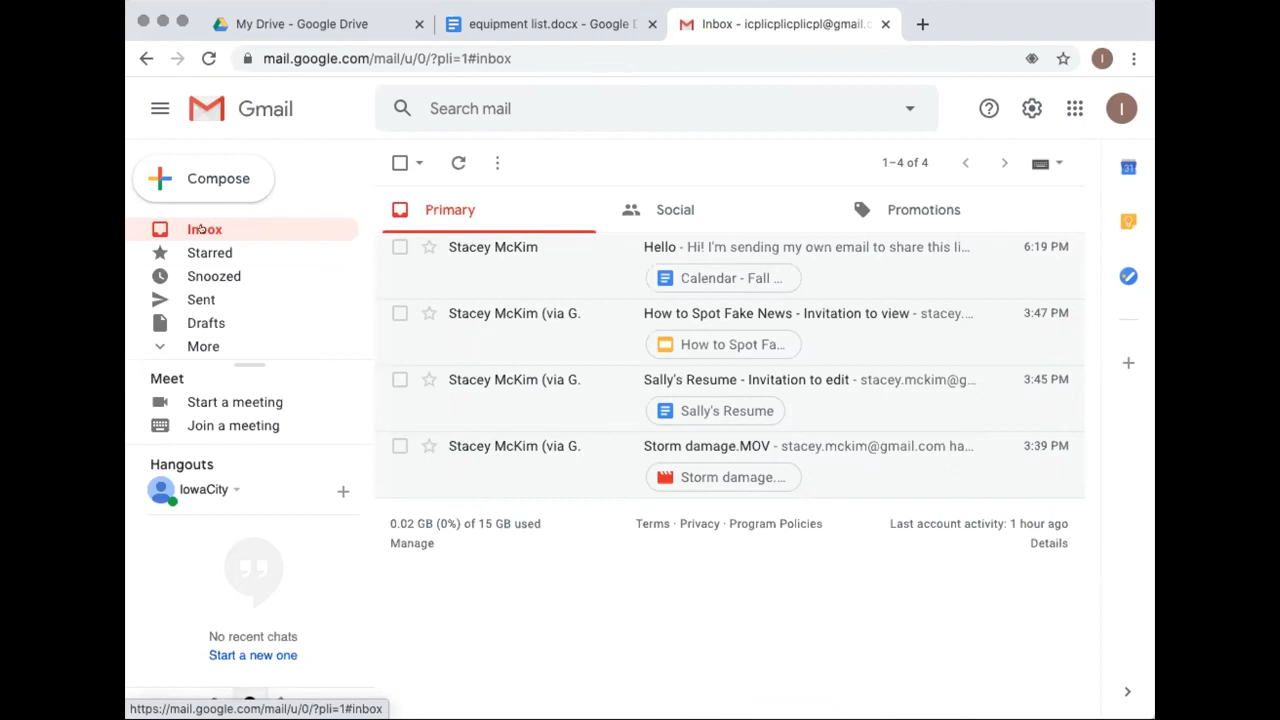 My Drive - Google Drive
equipment list.docx - Google D
Inbox - icplicplicplicpl@gmail.c
mail.google.com/mail/u/0/?pli=1#inbox
I
Gmail
Search mail
I
Compose
1–4 of 4
31
Primary
Social
Promotions
Inbox
Starred
Snoozed
Sent
Drafts
More
Stacey McKim
Hello - Hi! I'm sending my own email to share this li...
6:19 PM
Calendar - Fall ...
Stacey McKim (via G.
How to Spot Fake News - Invitation to view - stacey....
3:47 PM
How to Spot Fa...
Stacey McKim (via G.
Sally's Resume - Invitation to edit - stacey.mckim@g...
3:45 PM
Sally's Resume
Stacey McKim (via G.
Storm damage.MOV - stacey.mckim@gmail.com ha...
3:39 PM
Storm damage....
Meet
Start a meeting
Join a meeting
Hangouts
IowaCity
No recent chats
Start a new one
0.02 GB (0%) of 15 GB used
Manage
Terms · Privacy · Program Policies
Last account activity: 1 hour ago
Details
https://mail.google.com/mail/u/0/?pli=1#inbox